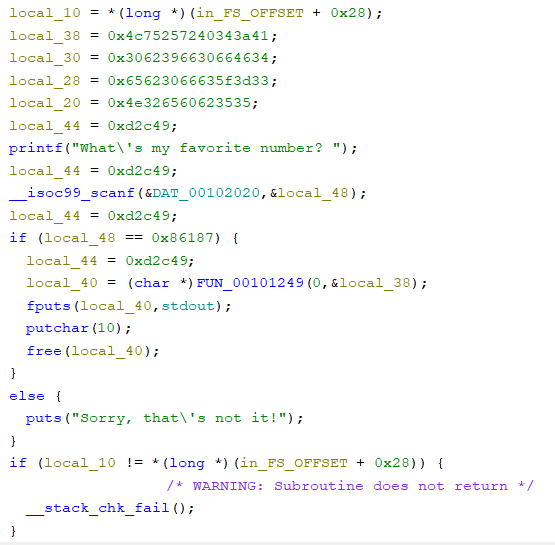 local_10 = *(long *)(in_FS_OFFSET + 0x28);
local_38 = 0x4c75257240343a41;
local_30 = 0x3062396630664634;
local_28 = 0x65623066635f3d33;
local_20 = 0x4e326560623535;
local_44 = 0xd2c49;
printf("What\'s my favorite number? ");
local_44 = 0xd2c49;
__isoc99_scanf(&DAT_00102020,&local_48);
local_44 = 0xd2c49;
if (local_48 == 0x86187) {
  local_44 = 0xd2c49;
  local_40 = (char *)FUN_00101249(0,&local_38);
  fputs(local_40,stdout);
  putchar(10);
  free(local_40);
}
else {
  puts("Sorry, that\'s not it!");
}
if (local_10 != *(long *)(in_FS_OFFSET + 0x28)) {
                    /* WARNING: Subroutine does not return */
  __stack_chk_fail();
}